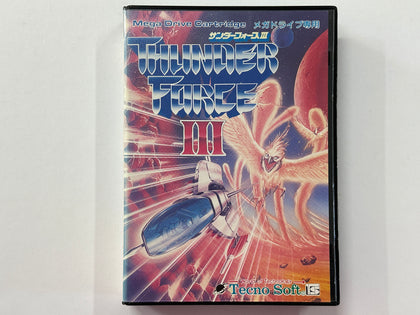 Mega Drive Cartridge メガドライブ専用
サンダーフォースIII
THUNDER
FORCE
III
Tecno Soft